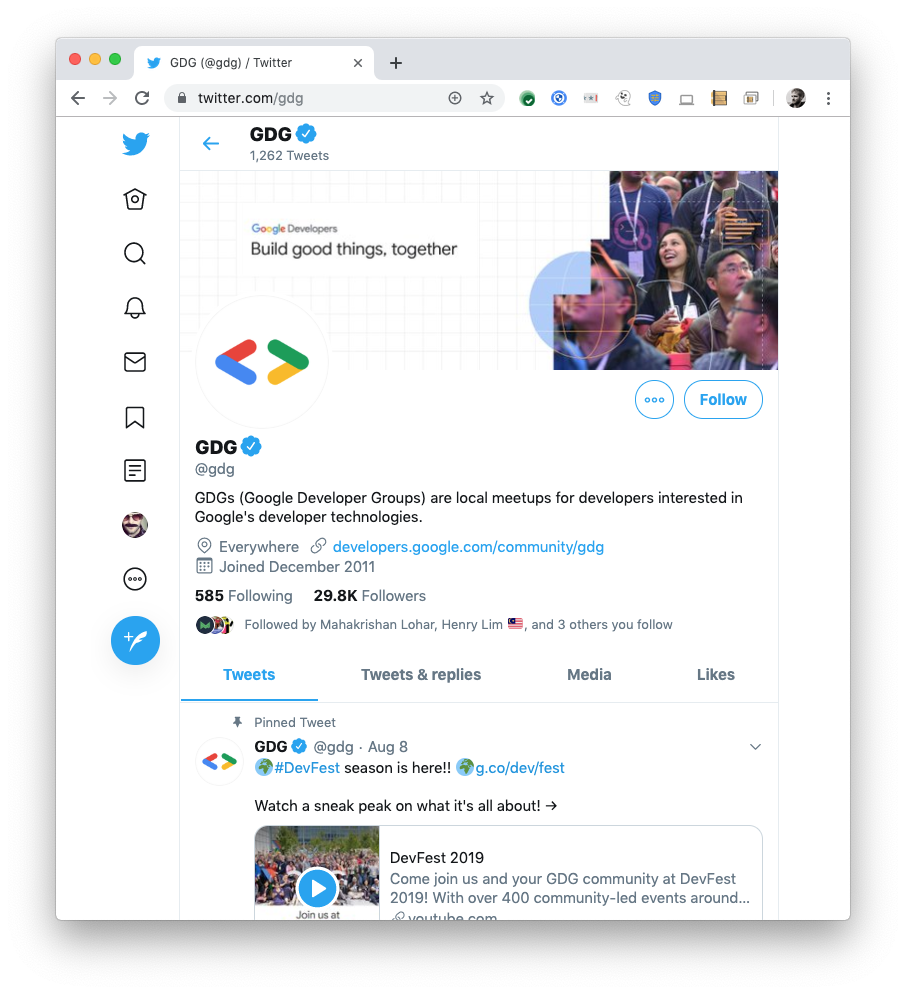 GDG (@gdg) / Twitter
twitter.com/gdg
GDG
1,262 Tweets
Google Developers
Build good things, together
Follow
GDG
@gdg
GDGs (Google Developer Groups) are local meetups for developers interested in
Google's developer technologies.
Everywhere developers.google.com/community/gdg
Joined December 2011
585 Following 29.8K Followers
Followed by Mahakrishan Lohar, Henry Lim 🇲🇾, and 3 others you follow
Tweets Tweets & replies Media Likes
Pinned Tweet
GDG @gdg · Aug 8
🌍#DevFest season is here!! 🌍g.co/dev/fest
Watch a sneak peak on what it's all about! →
DevFest 2019
Come join us and your GDG community at DevFest
2019! With over 400 community-led events around...
Join us at
youtube.com